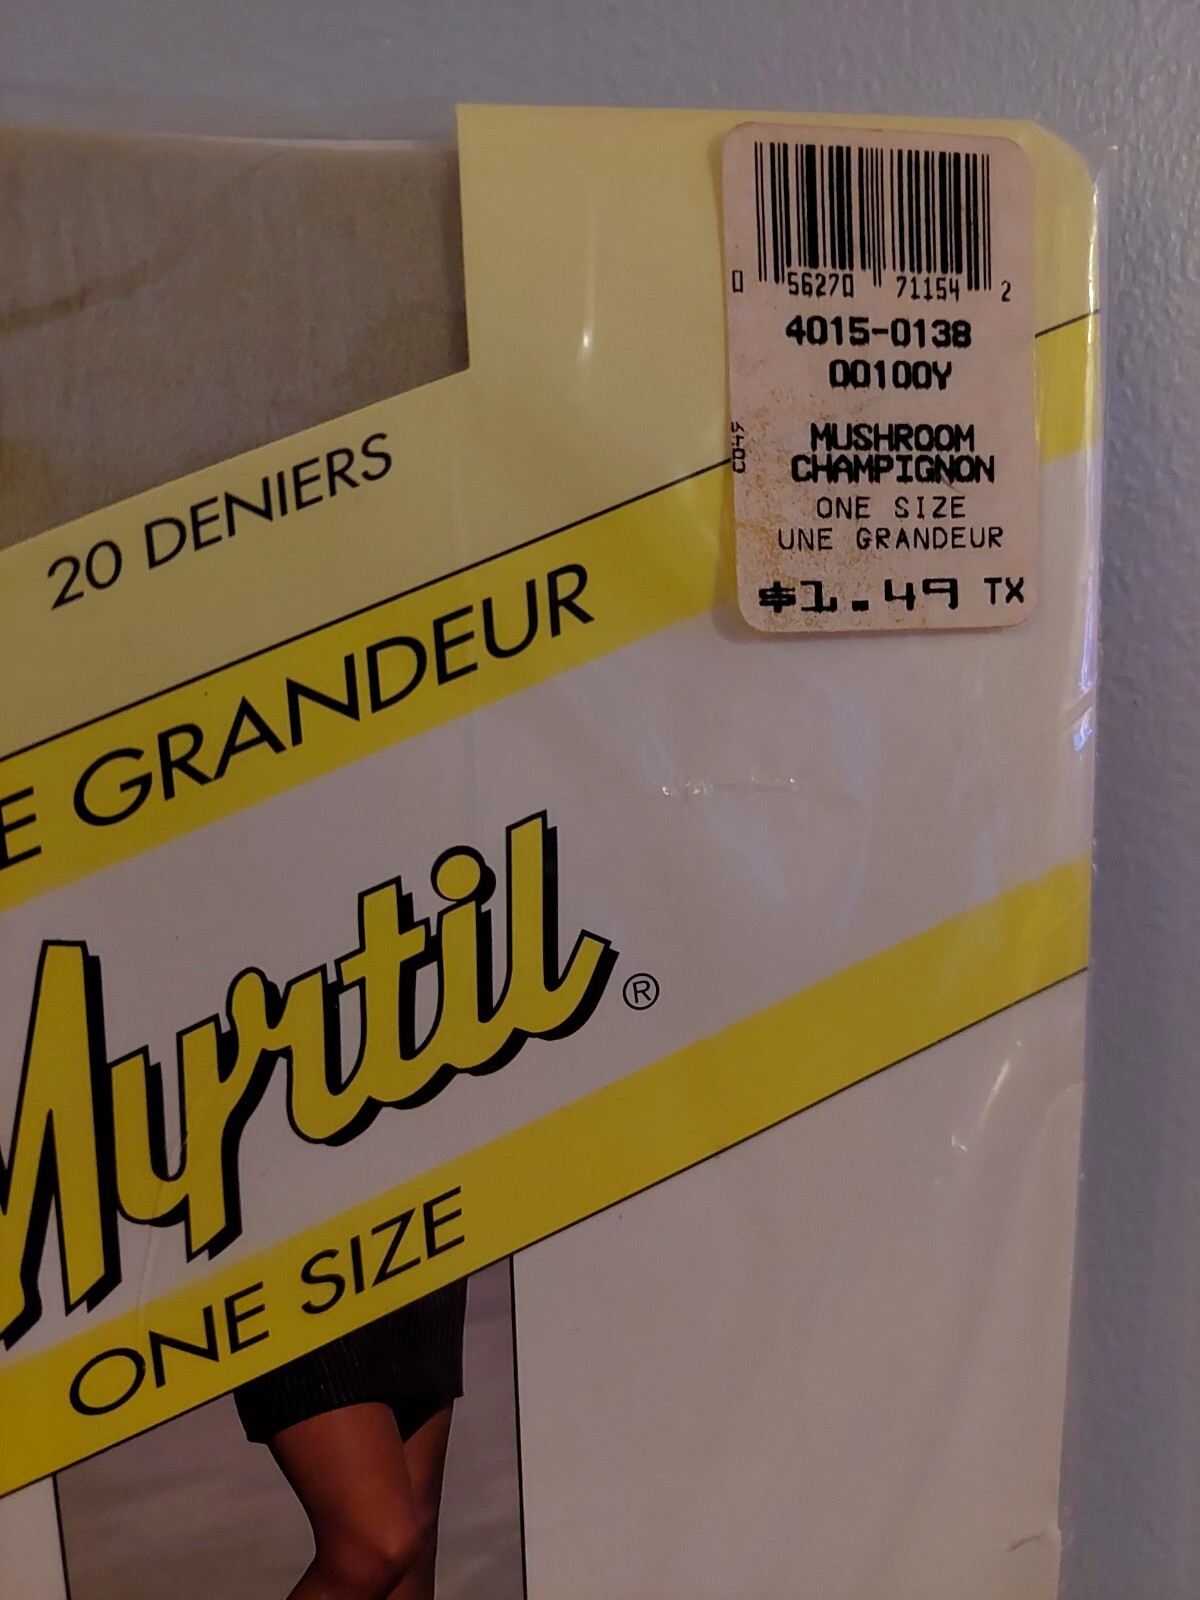 0 56270 71154 2
4015-0138
00100Y
MUSHROOM
CHAMPIGNON
ONE SIZE
UNE GRANDEUR
$1.49 TX
20 DENIERS
E GRANDEUR
Myrtil ®
ONE SIZE